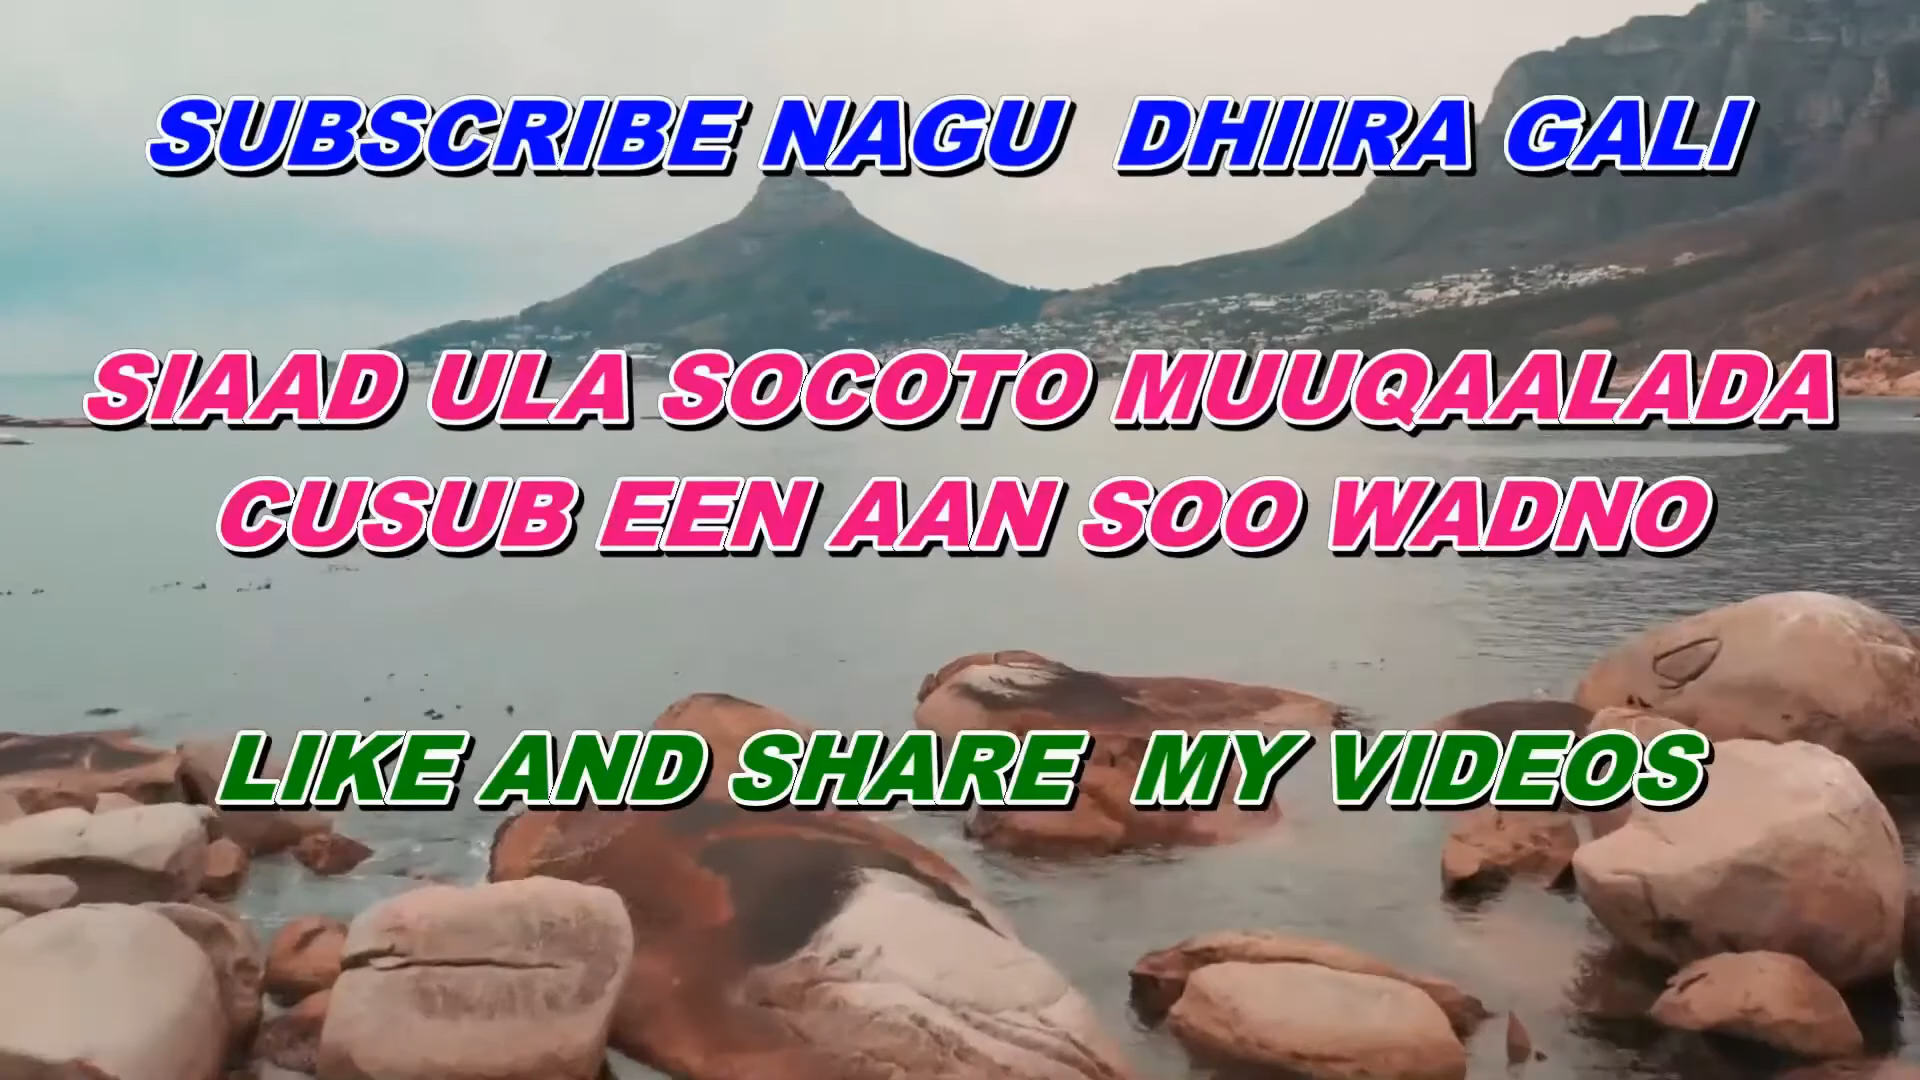 SUBSCRIBE NAGU DHIIRA GALI
SIAAD ULA SOCOTO MUUQAALADA
CUSUB EEN AAN SOO WADNO
LIKE AND SHARE MY VIDEOS